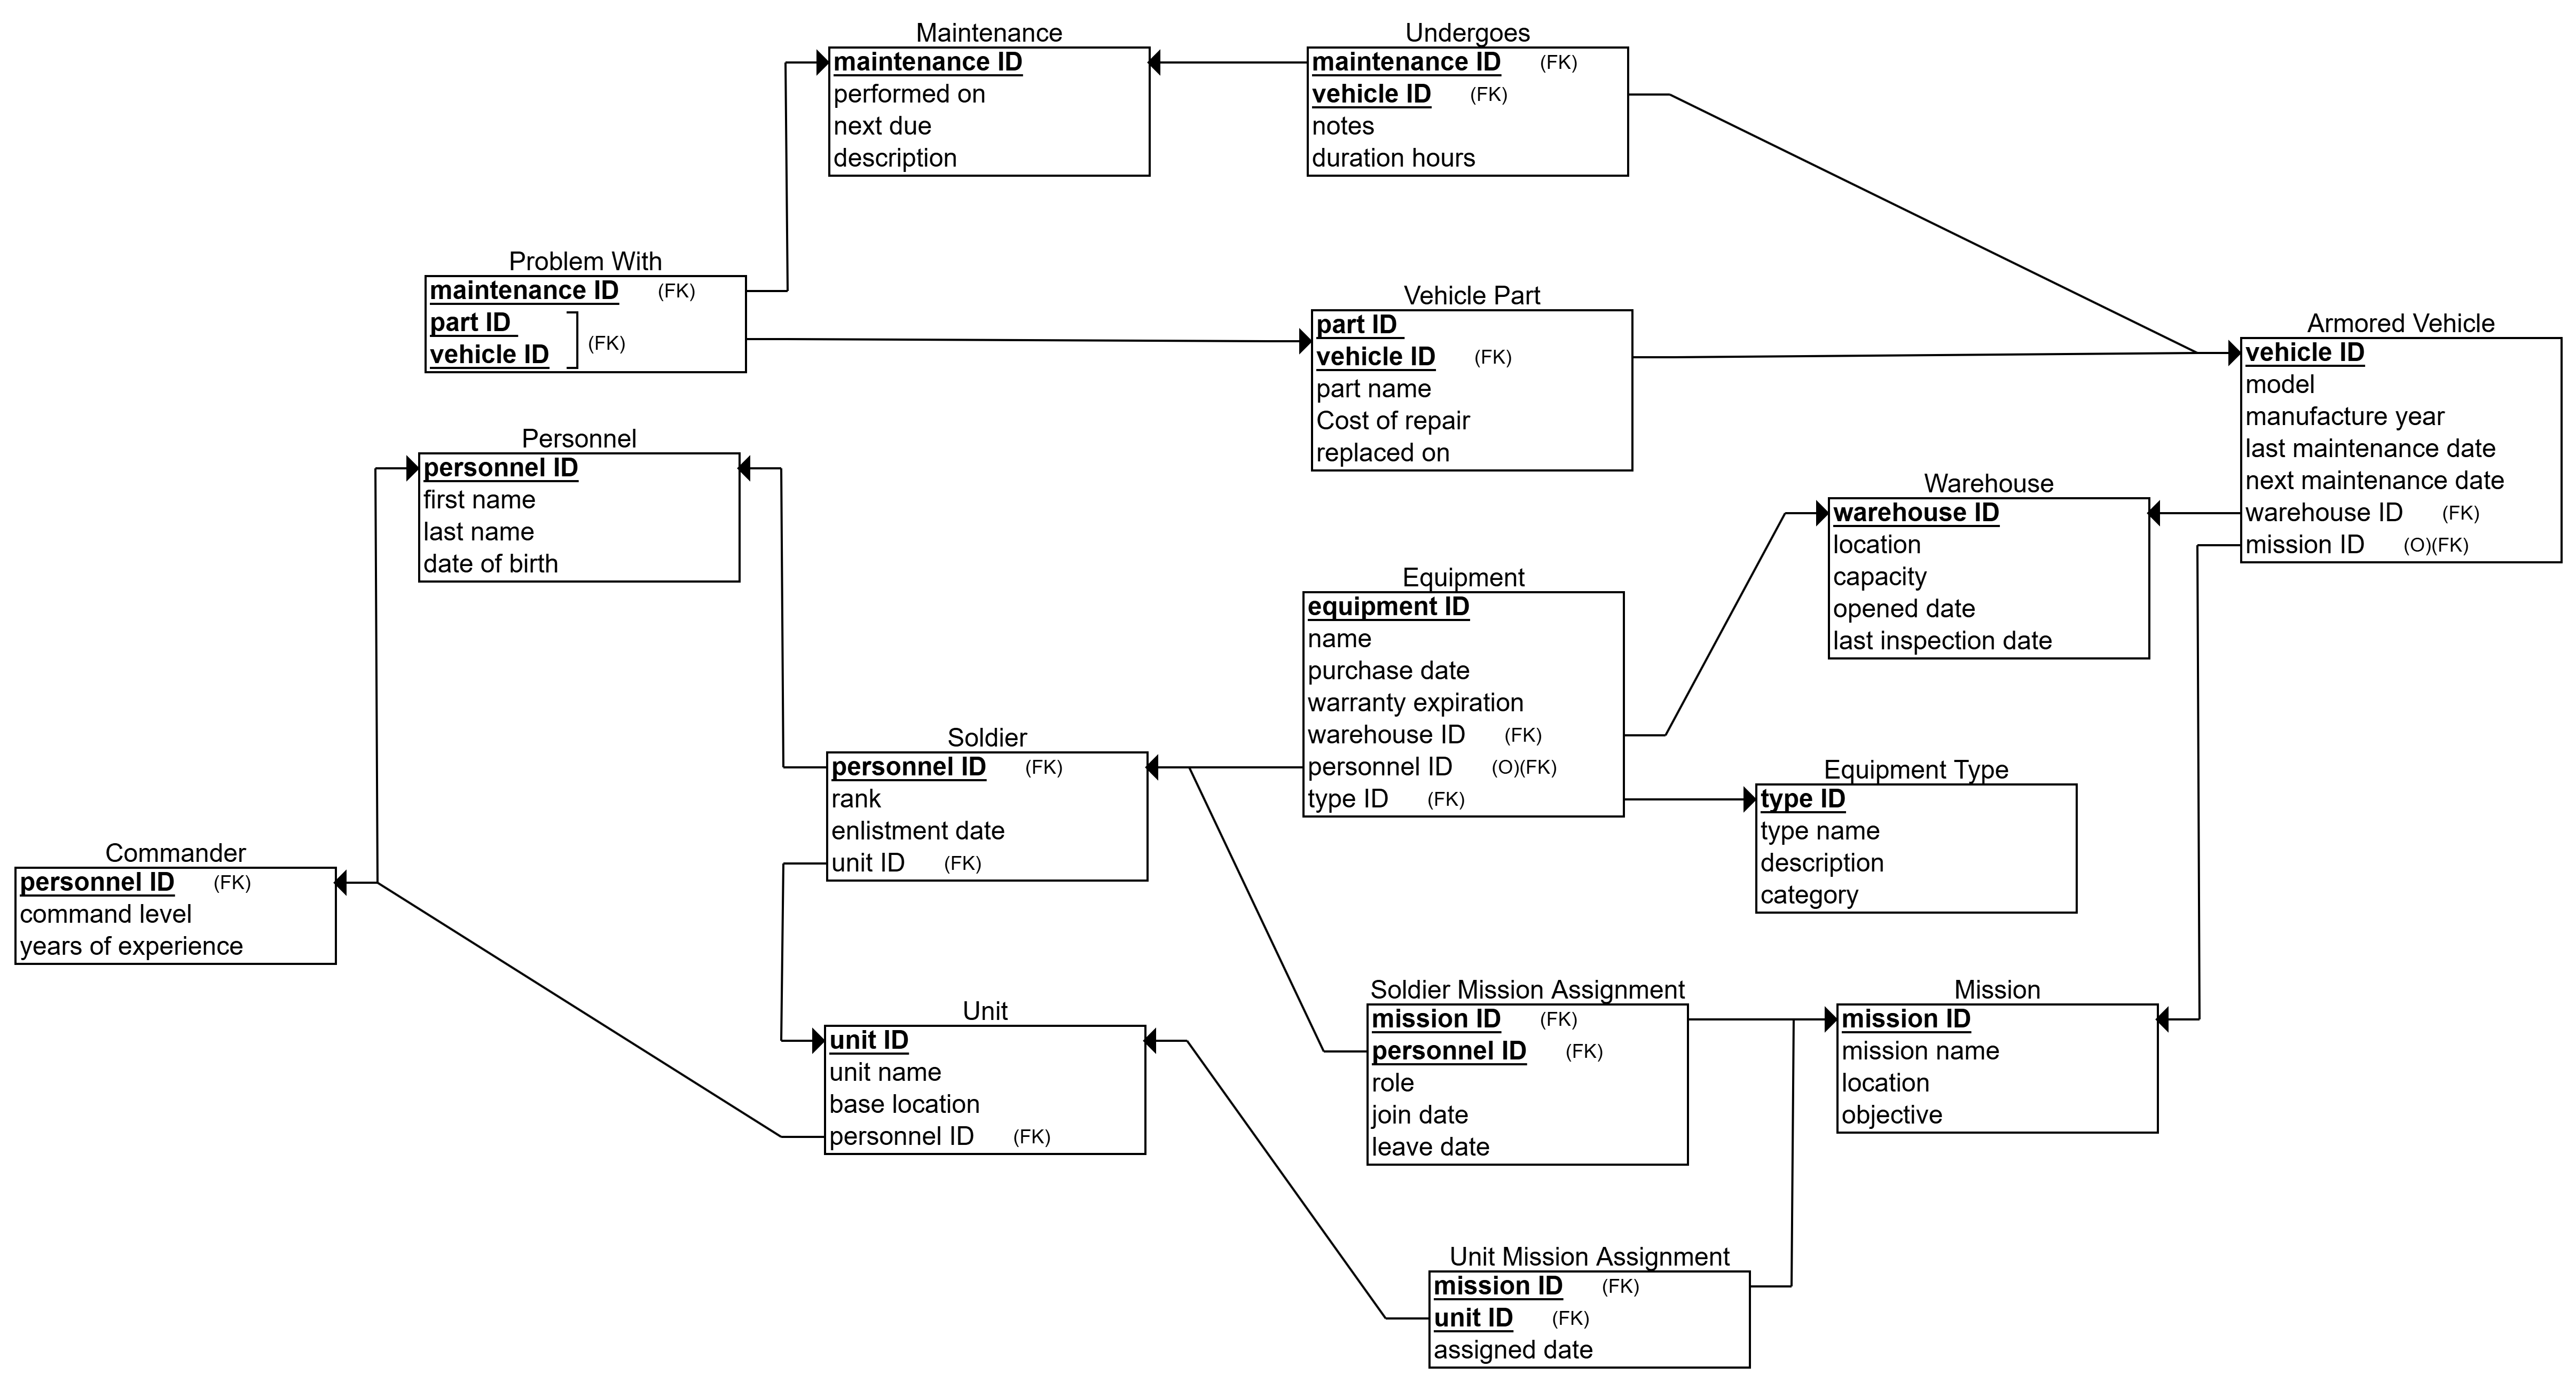 Maintenance
maintenance ID
performed on
next due
description
Undergoes
maintenance ID (FK)
vehicle ID (FK)
notes
duration hours
Problem With
maintenance ID (FK)
part ID
vehicle ID
(FK)
Vehicle Part
part ID
vehicle ID (FK)
part name
Cost of repair
replaced on
Armored Vehicle
vehicle ID
model
manufacture year
last maintenance date
next maintenance date
warehouse ID (FK)
mission ID (O)(FK)
Personnel
personnel ID
first name
last name
date of birth
Warehouse
warehouse ID
location
capacity
opened date
last inspection date
Equipment
equipment ID
name
purchase date
warranty expiration
warehouse ID (FK)
personnel ID (O)(FK)
type ID (FK)
Soldier
personnel ID (FK)
rank
enlistment date
unit ID (FK)
Equipment Type
type ID
type name
description
category
Commander
personnel ID (FK)
command level
years of experience
Unit
unit ID
unit name
base location
personnel ID (FK)
Soldier Mission Assignment
mission ID (FK)
personnel ID (FK)
role
join date
leave date
Mission
mission ID
mission name
location
objective
Unit Mission Assignment
mission ID (FK)
unit ID (FK)
assigned date